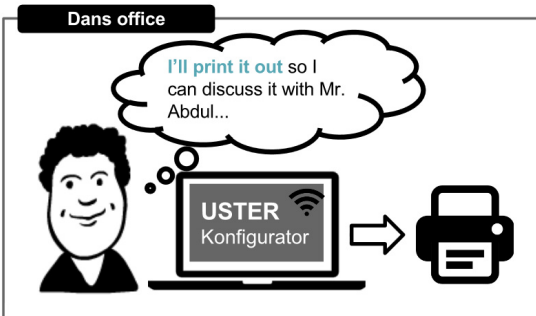 Dans office
I'll print it out so I
can discuss it with Mr.
Abdul...
USTER
Konfigurator